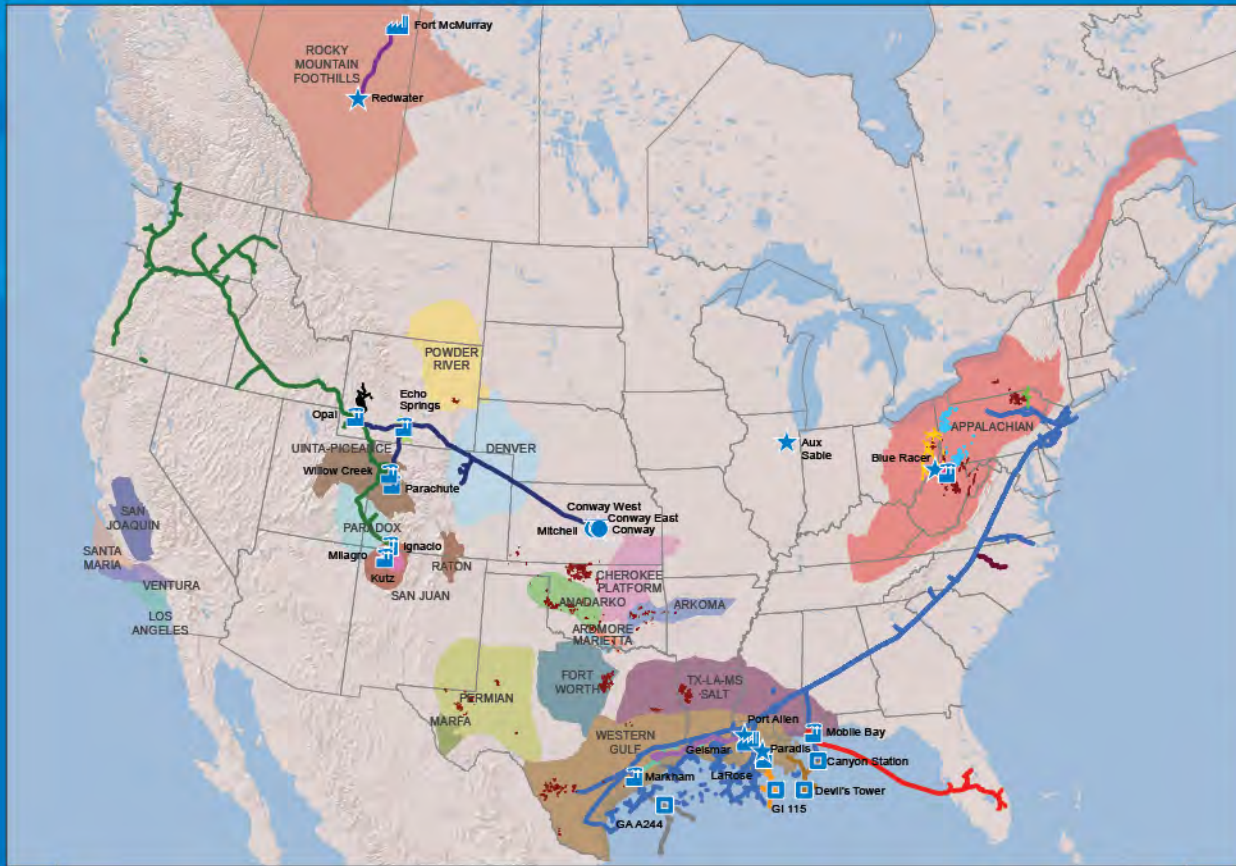 Fort McMurray
ROCKY
MOUNTAIN
FOOTHILLS
Redwater
POWDER
RIVER
Echo
Springs
Opal
UINTA-PICEANCE
DENVER
Willow Creek
Parachute
Aux
Sable
APPALACHIAN
Blue Racer
SAN
JOAQUIN
SANTA
MARIA
VENTURA
LOS
ANGELES
PARADOX
Ignacio
Milagro
Kutz
RATON
SAN JUAN
Conway West
Conway East
Mitchell
Conway
CHEROKEE
PLATFORM
ANADARKO
ARKOMA
ARDMORE
MARIETTA
FORT
WORTH
TX-LA-MS
SALT
PERMIAN
MARFA
WESTERN
GULF
Port Allen
Mobile Bay
Geismar
Paradis
Canyon Station
Markham
LaRose
Devil's Tower
GI 115
GA A244